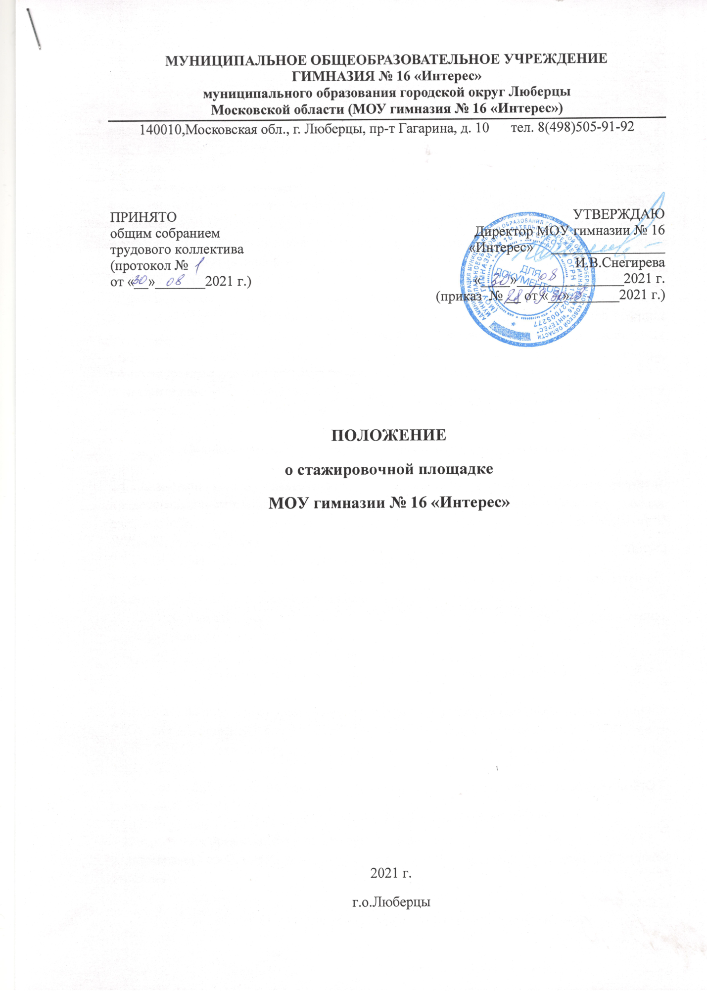 МУНИЦИПАЛЬНОЕ ОБЩЕОБРАЗОВАТЕЛЬНОЕ УЧРЕЖДЕНИЕ
ГИМНАЗИЯ № 16 «Интерес»
муниципального образования городской округ Люберцы
Московской области (МОУ гимназия № 16 «Интерес»)
140010,Московская обл., г. Люберцы, пр-т Гагарина, д. 10 тел. 8(498)505-91-92
ПРИНЯТО
общим собранием
трудового коллектива
(протокол № 1
от «30» 08 2021 г.)
УТВЕРЖДАЮ
Директор МОУ гимназии № 16
«Интерес» ________________
И.В.Снегирева
«30» 08 2021 г.
(приказ № 28/9 от «30» 08 2021 г.)
ДЛЯ
ДОКУМЕНТОВ
ПОЛОЖЕНИЕ
о стажировочной площадке
МОУ гимназии № 16 «Интерес»
2021 г.
г.о.Люберцы